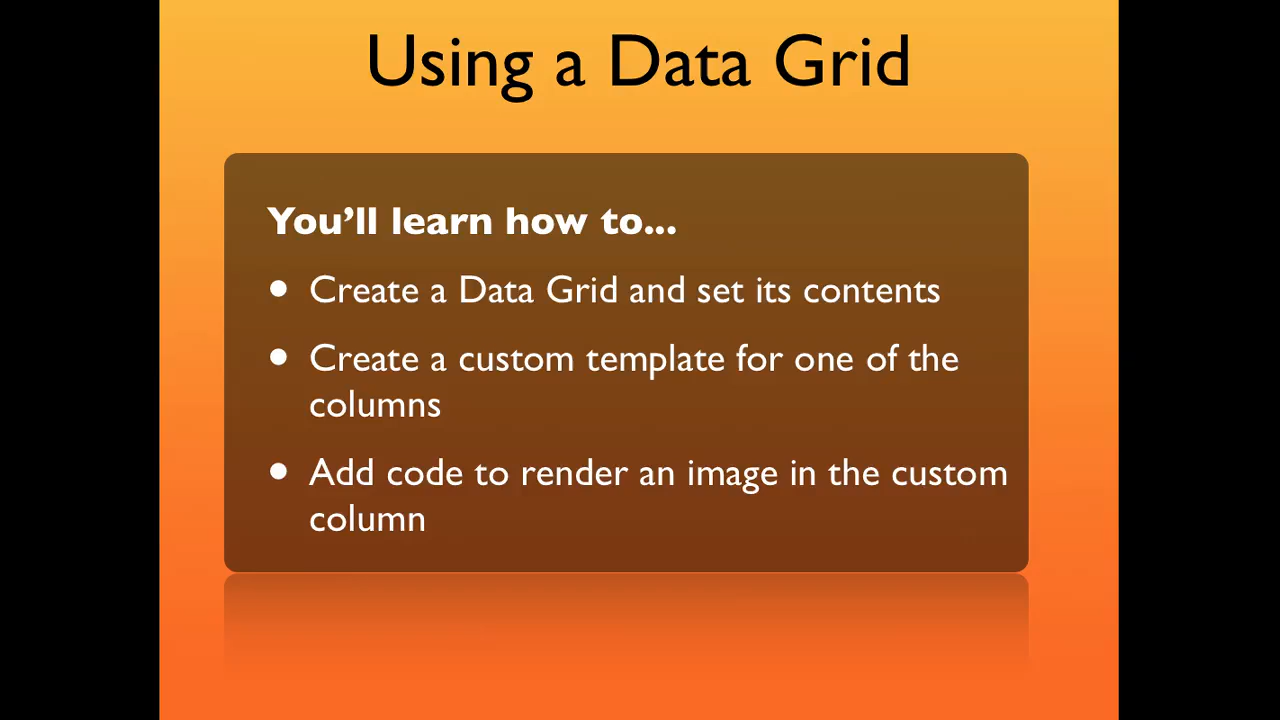 Using a Data Grid
You’ll learn how to...
• Create a Data Grid and set its contents
• Create a custom template for one of the
columns
• Add code to render an image in the custom
column